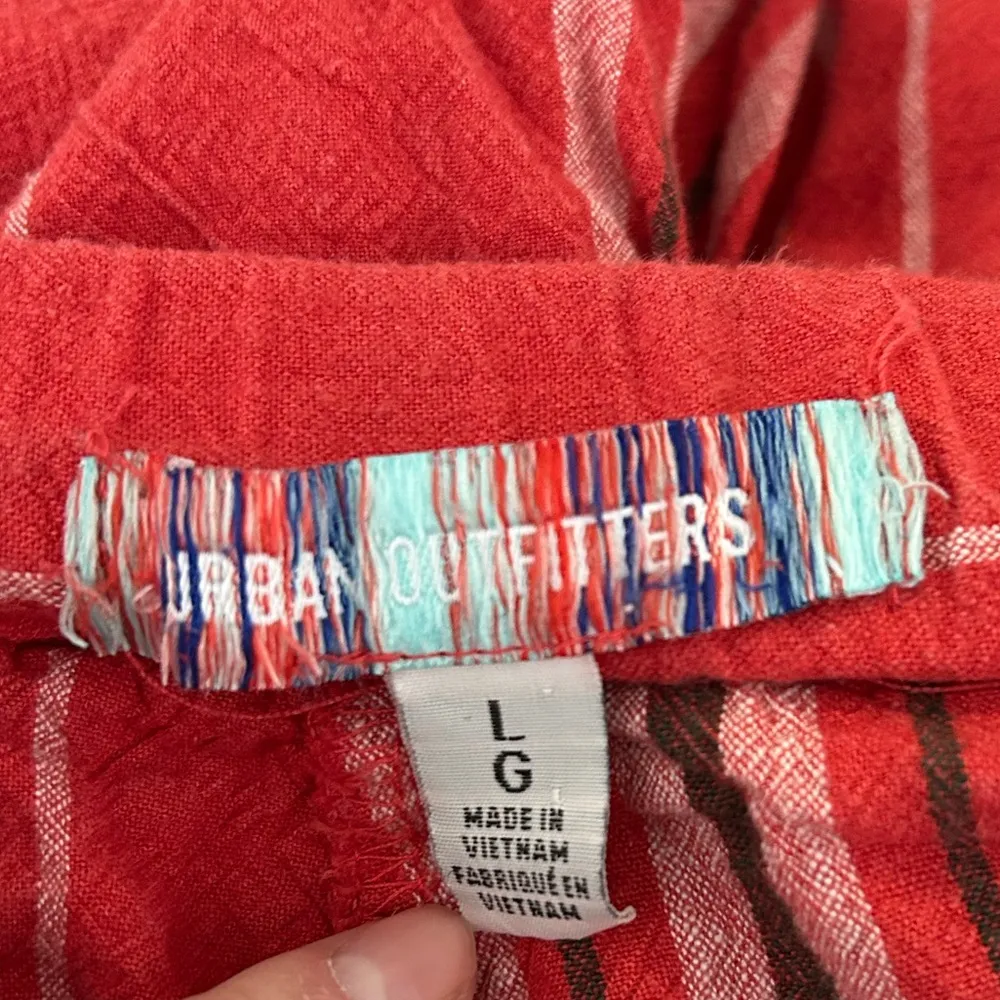 URBAN OUTFITTERS
L
G
MADE IN
VIETNAM
FABRIQUÉ EN
VIETNAM